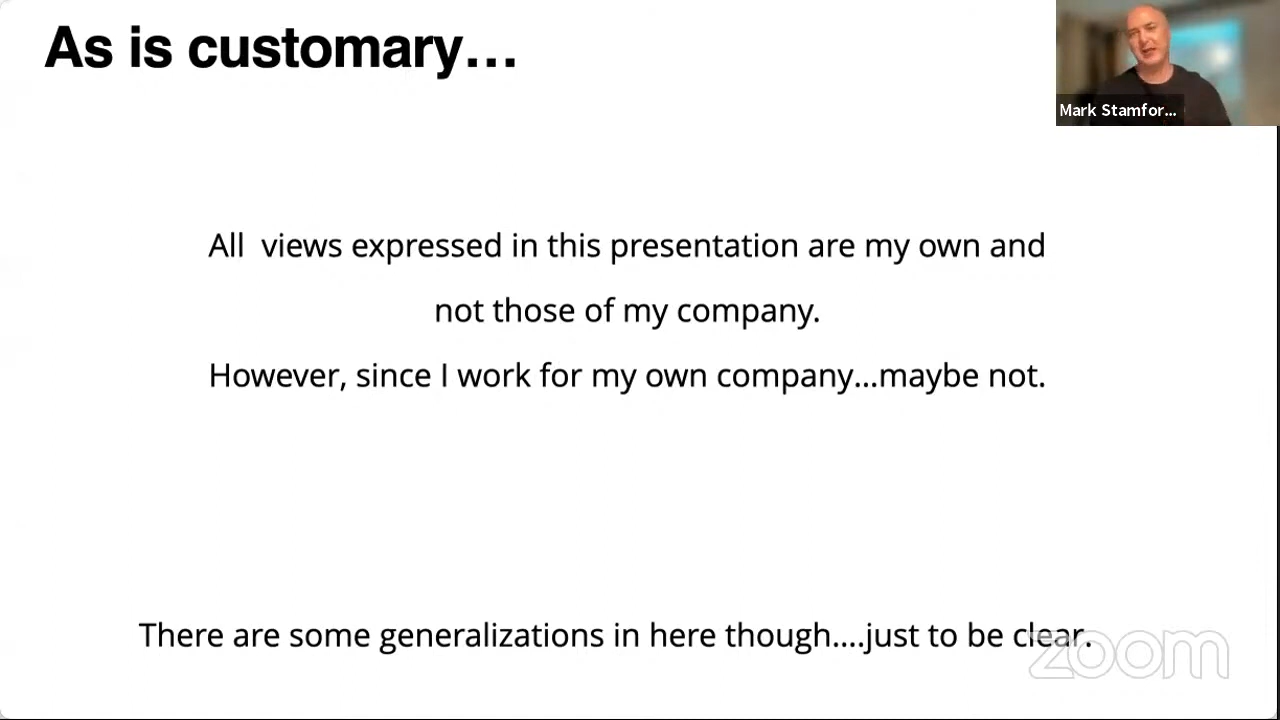 As is customary…
Mark Stamfor...
All views expressed in this presentation are my own and
not those of my company.
However, since I work for my own company…maybe not.
There are some generalizations in here though….just to be clear.
zoom